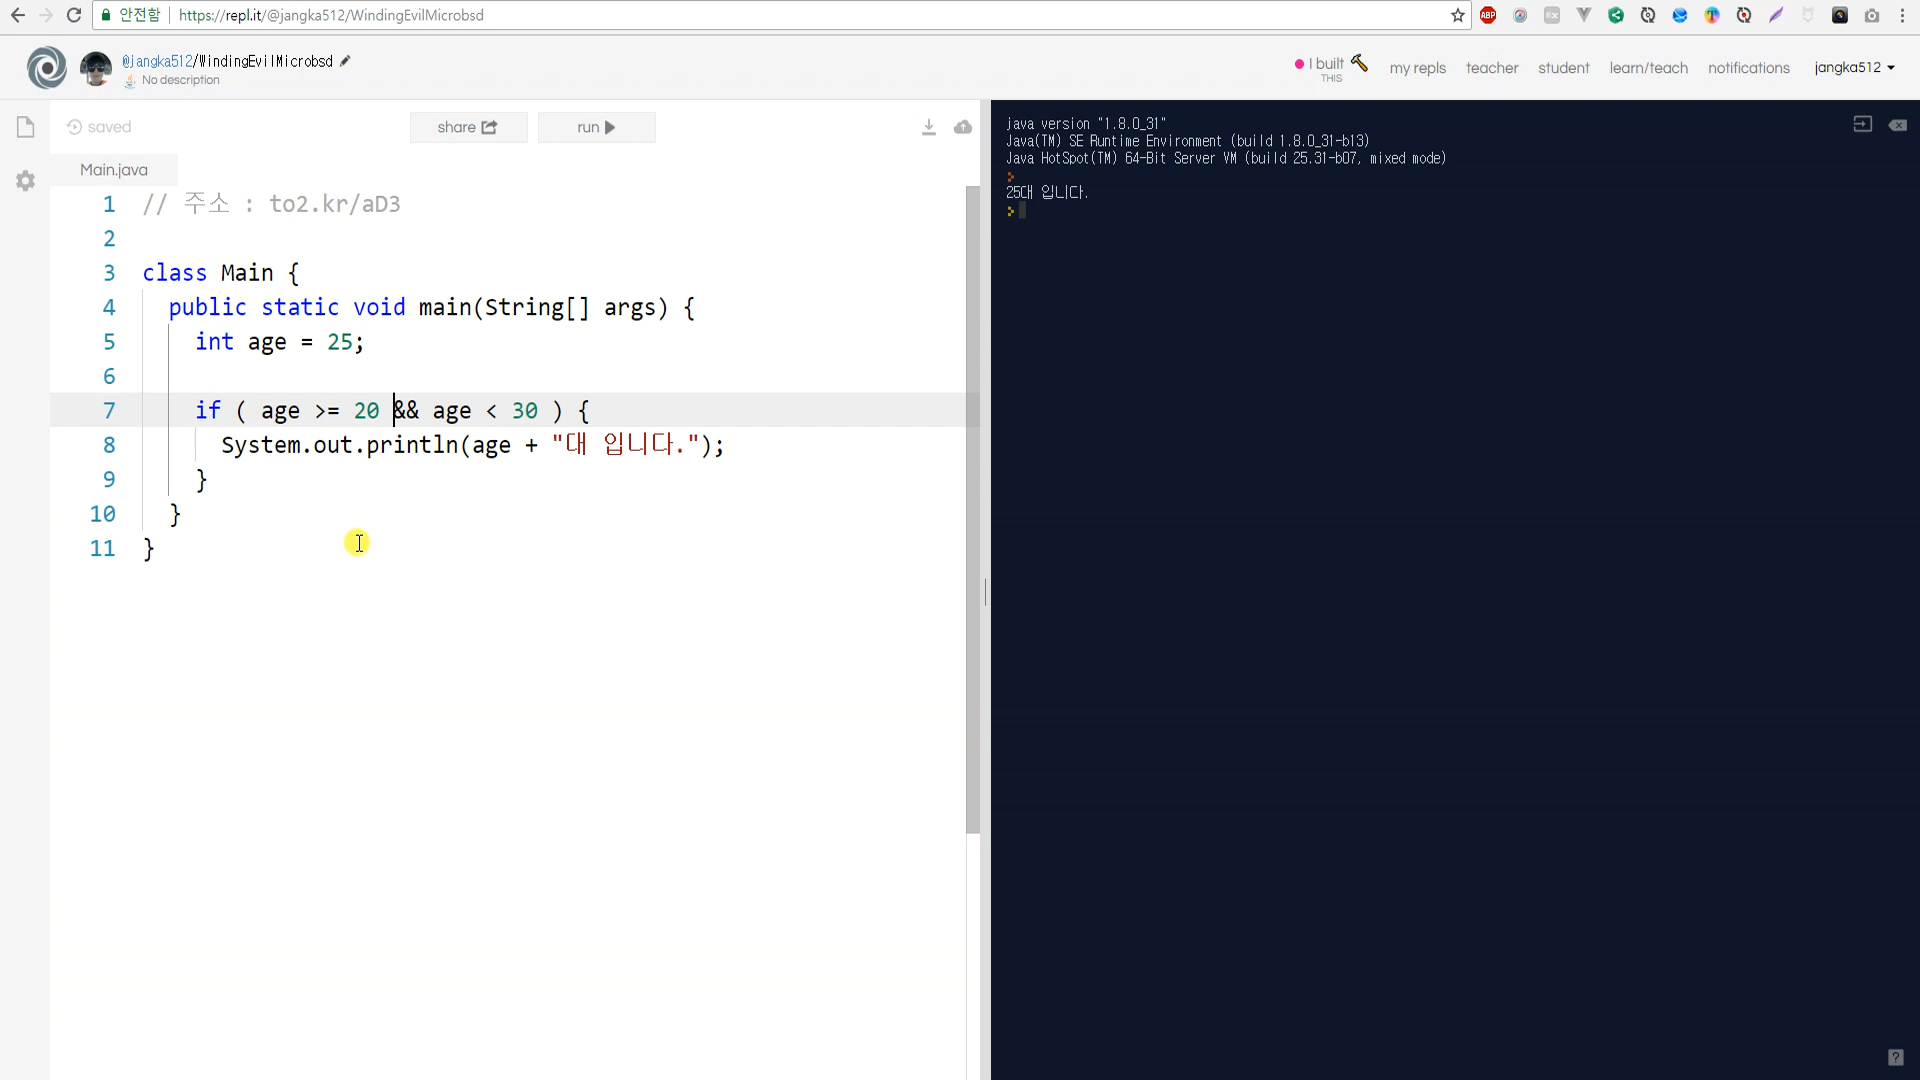 안전함 https://repl.it/@jangka512/WindingEvilMicrobsd
ABP
@jangka512/WindingEvilMicrobsd
No description
I built
THIS
my repls
teacher
student
learn/teach
notifications
jangka512
saved
share
run
Main.java
1 // 주소 : to2.kr/aD3
2
3 class Main {
4 public static void main(String[] args) {
5 int age = 25;
6
7 if ( age >= 20 && age < 30 ) {
8 System.out.println(age + "대 입니다.");
9 }
10 }
11 }
java version "1.8.0_31"
Java(TM) SE Runtime Environment (build 1.8.0_31-b13)
Java HotSpot(TM) 64-Bit Server VM (build 25.31-b07, mixed mode)
>
25대 입니다.
>
?